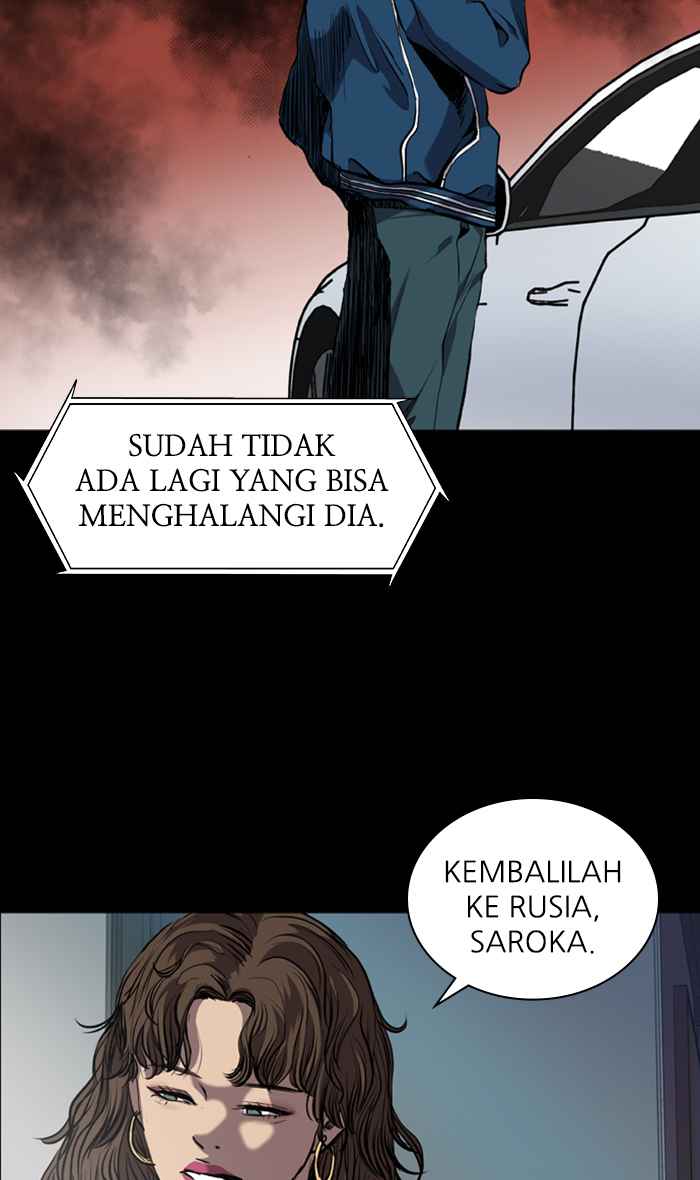 SUDAH TIDAK
ADA LAGI YANG BISA
MENGHALANGI DIA.
KEMBALILAH
KE RUSIA,
SAROKA.